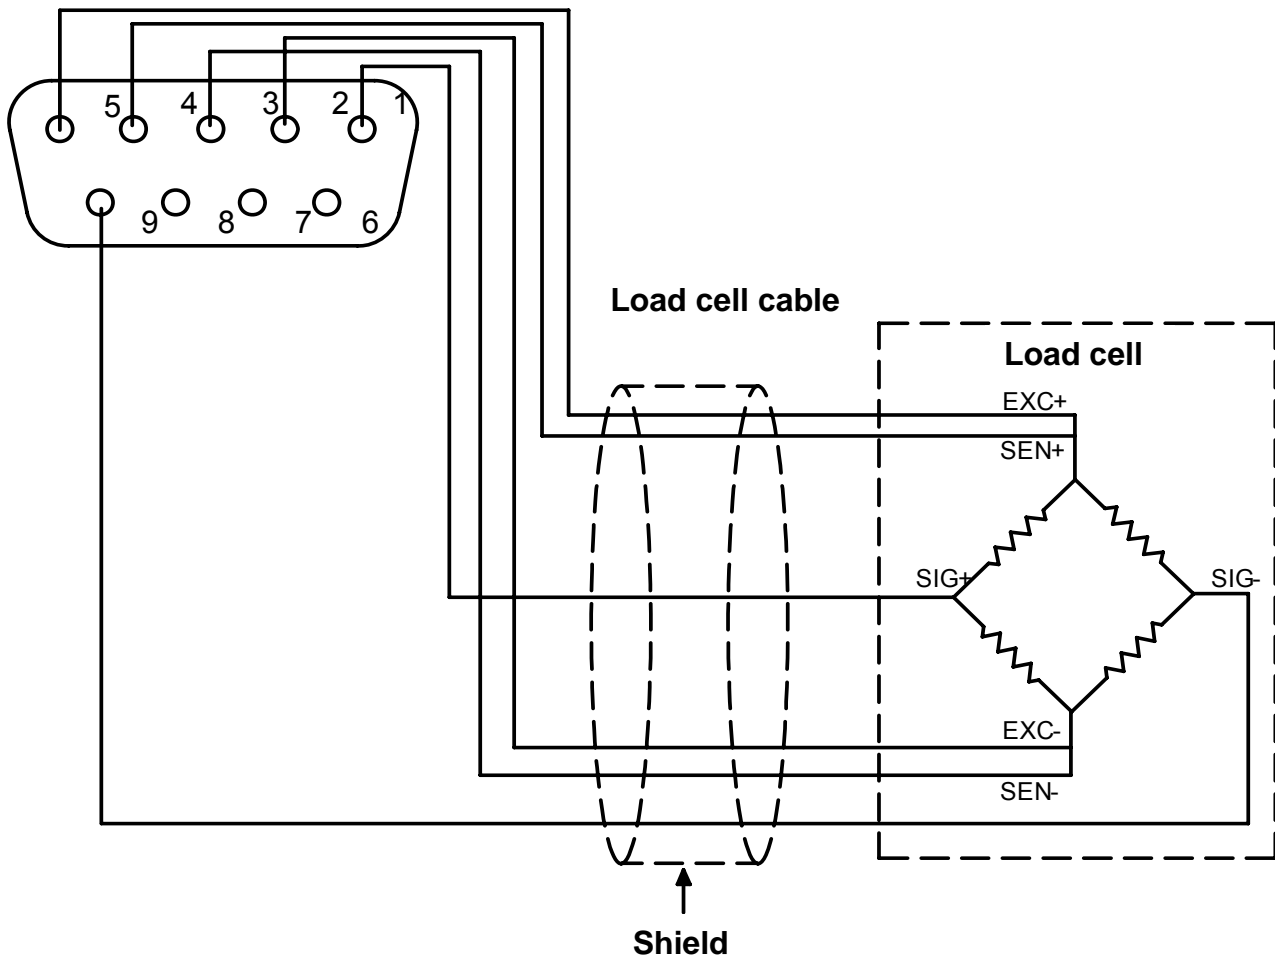 5 4 3 2 1
9 8 7 6
Load cell cable
Load cell
EXC+
SEN+
SIG+
SIG-
EXC-
SEN-
Shield